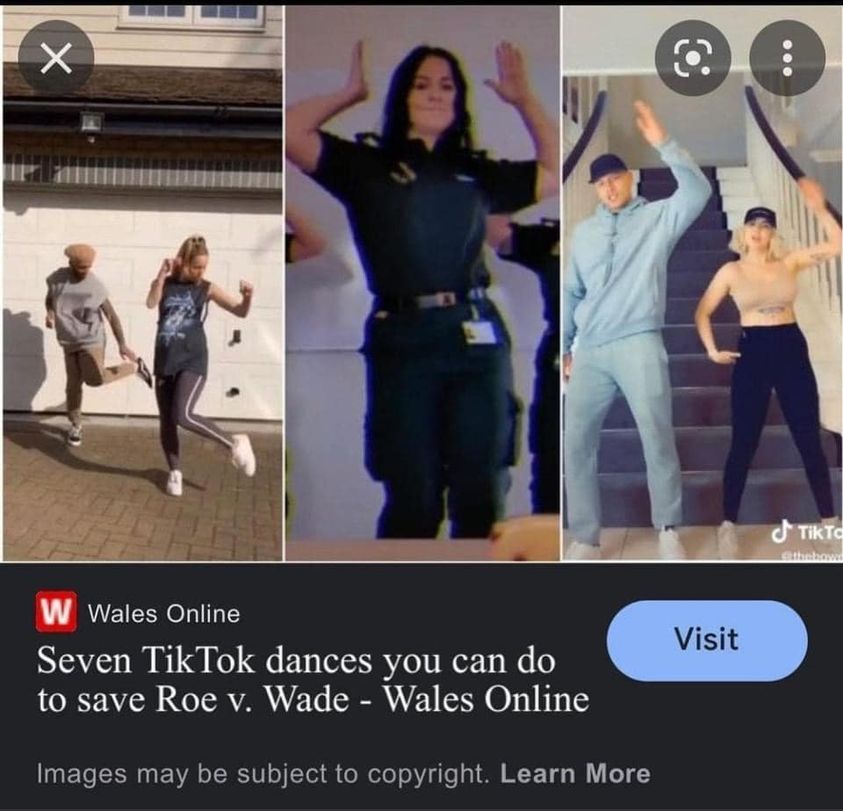 TikTo
@thebowe
W Wales Online
Seven TikTok dances you can do
to save Roe v. Wade - Wales Online
Visit
Images may be subject to copyright. Learn More